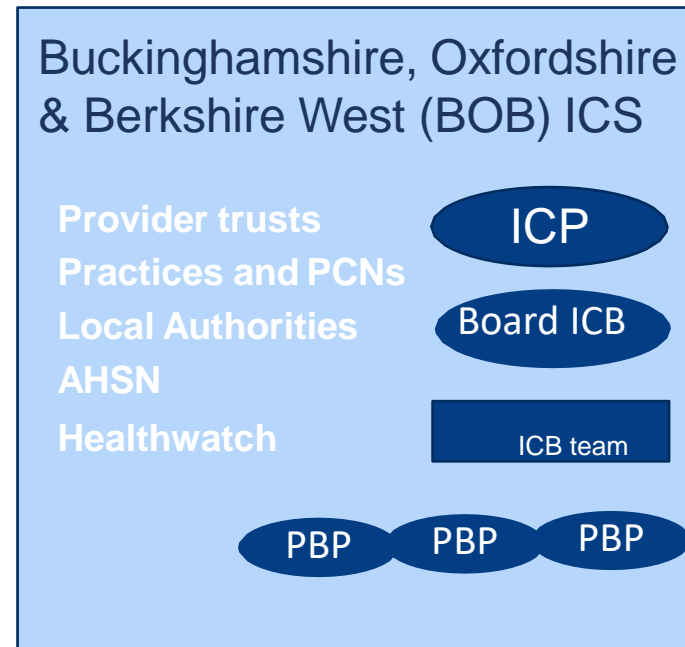 Buckinghamshire, Oxfordshire
& Berkshire West (BOB) ICS
Provider trusts
ICP
Practices and PCNs
Local Authorities
Board ICB
AHSN
Healthwatch
ICB team
PBP PBP PBP